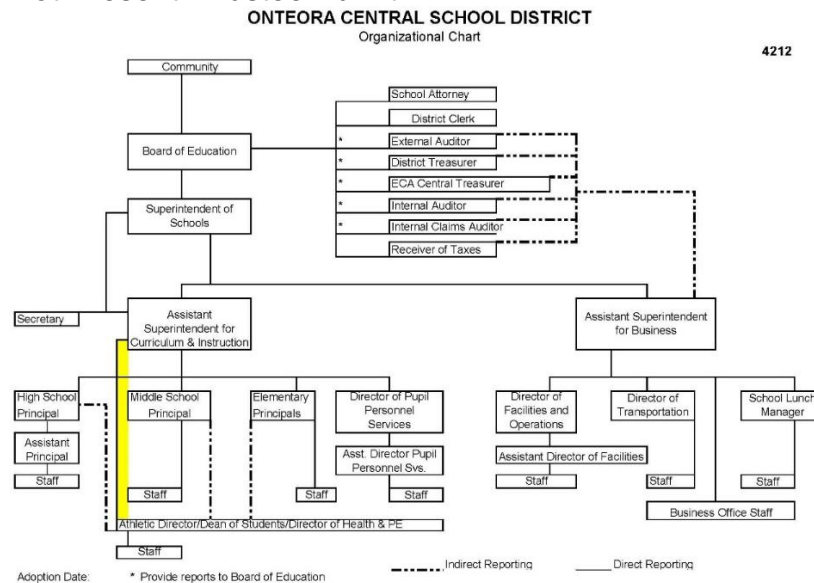 ONTEORA CENTRAL SCHOOL DISTRICT
Organizational Chart
4212
Community
School Attorney
District Clerk
* External Auditor
Board of Education
* District Treasurer
* ECA Central Treasurer
Superintendent of
Schools
* Internal Auditor
* Internal Claims Auditor
Receiver of Taxes
Secretary
Assistant
Superintendent for
Curriculum & Instruction
Assistant Superintendent
for Business
High School
Principal
Middle School
Principal
Elementary
Principals
Director of Pupil
Personnel
Services
Director of
Facilities and
Operations
Director of
Transportation
School Lunch
Manager
Assistant
Principal
Asst. Director Pupil
Personnel Svs.
Assistant Director of Facilities
Staff
Staff
Staff
Staff
Staff
Staff
Staff
Business Office Staff
Athletic Director/Dean of Students/Director of Health & PE
Staff
Indirect Reporting
Direct Reporting
Adoption Date:
* Provide reports to Board of Education